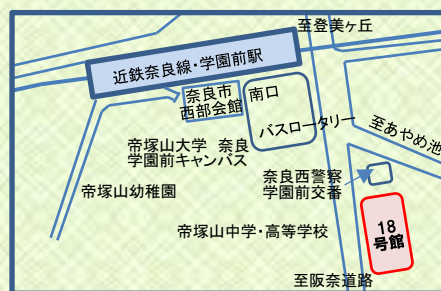 至登美ヶ丘
近鉄奈良線・学園前駅
奈良市
西部会館
南口
バスロータリー
至あやめ池
帝塚山大学 奈良
学園前キャンパス
奈良西警察
学園前交番
帝塚山幼稚園
帝塚山中学・高等学校
18
号館
至阪奈道路